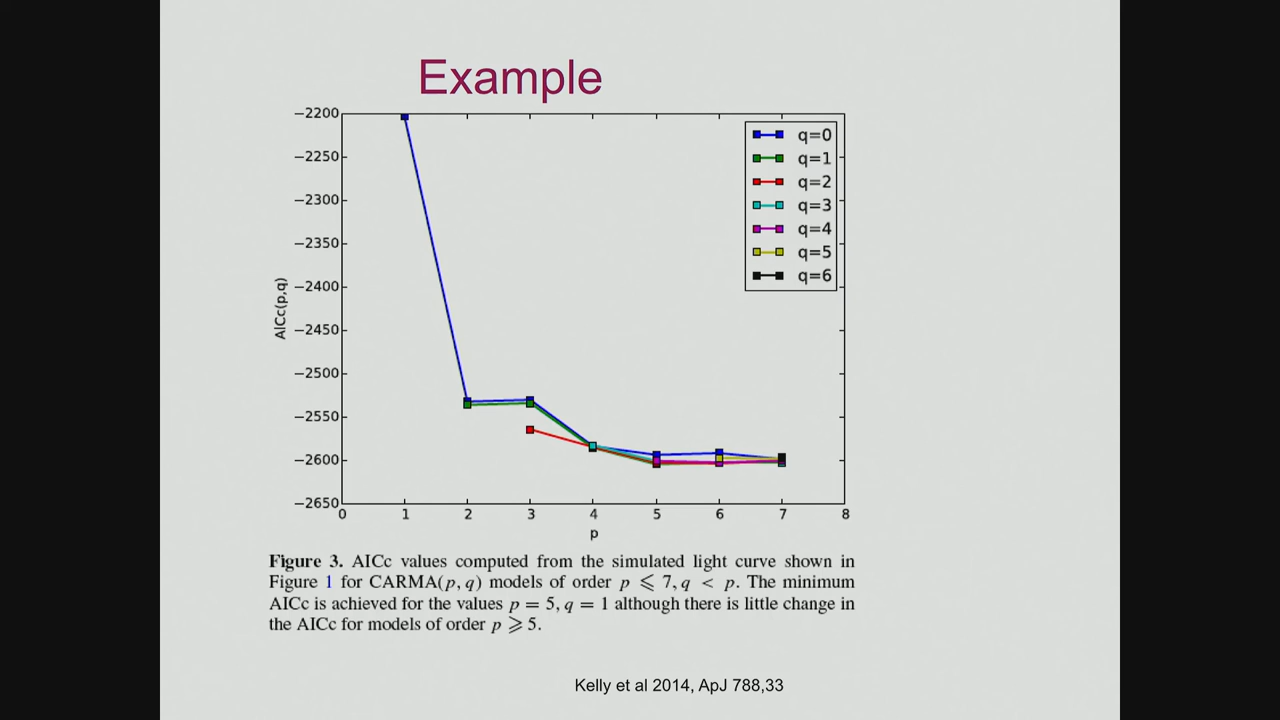 Example
−2200
−2250
−2300
−2350
−2400
−2450
−2500
−2550
−2600
−2650
AICc(p,q)
0 1 2 3 4 5 6 7 8
p
q=0
q=1
q=2
q=3
q=4
q=5
q=6
Figure 3. AICc values computed from the simulated light curve shown in
Figure 1 for CARMA(p, q) models of order p ⩽ 7, q < p. The minimum
AICc is achieved for the values p = 5, q = 1 although there is little change in
the AICc for models of order p ⩾ 5.
Kelly et al 2014, ApJ 788,33